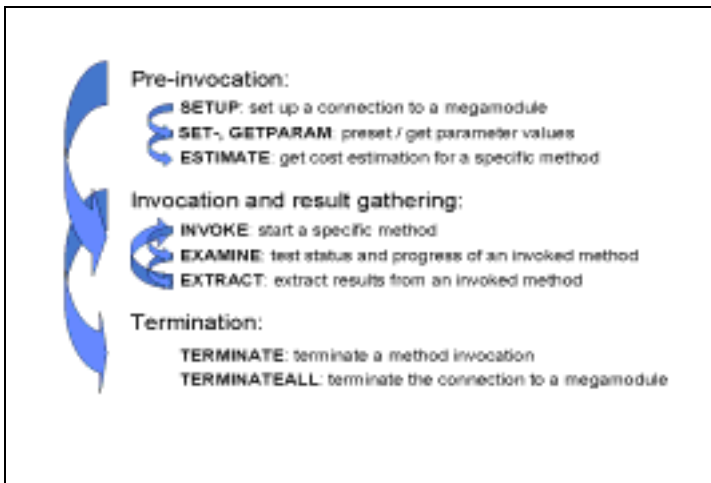 Pre-invocation:
SETUP: set up a connection to a megamodule
SET-, GETPARAM: preset / get parameter values
ESTIMATE: get cost estimation for a specific method
Invocation and result gathering:
INVOKE: start a specific method
EXAMINE: test status and progress of an invoked method
EXTRACT: extract results from an invoked method
Termination:
TERMINATE: terminate a method invocation
TERMINATEALL: terminate the connection to a megamodule